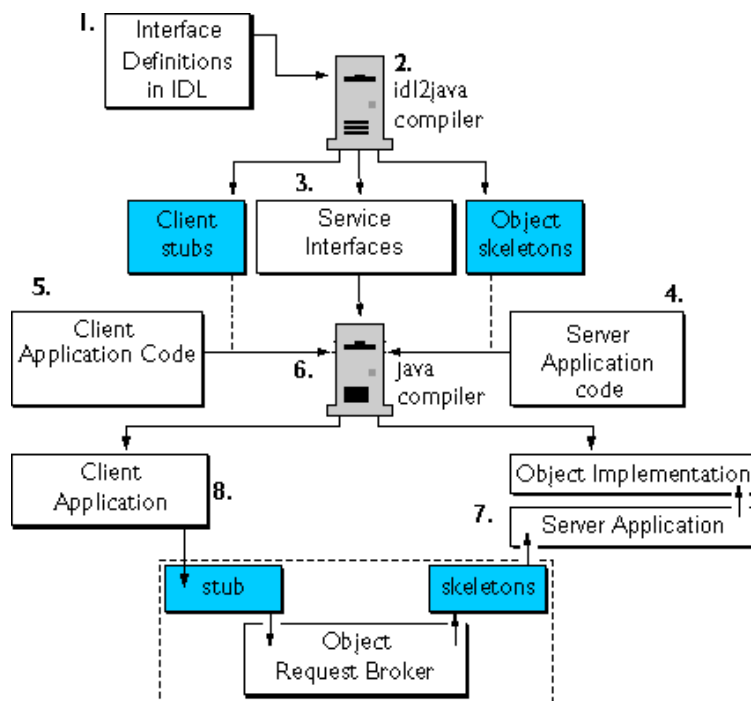 1.
Interface
Definitions
in IDL
2.
idl2java
compiler
3.
Client
stubs
Service
Interfaces
Object
skeletons
5.
4.
Client
Application Code
6.
java
compiler
Server
Application
code
Client
Application
8.
Object Implementation
7.
Server Application
stub
skeletons
Object
Request Broker